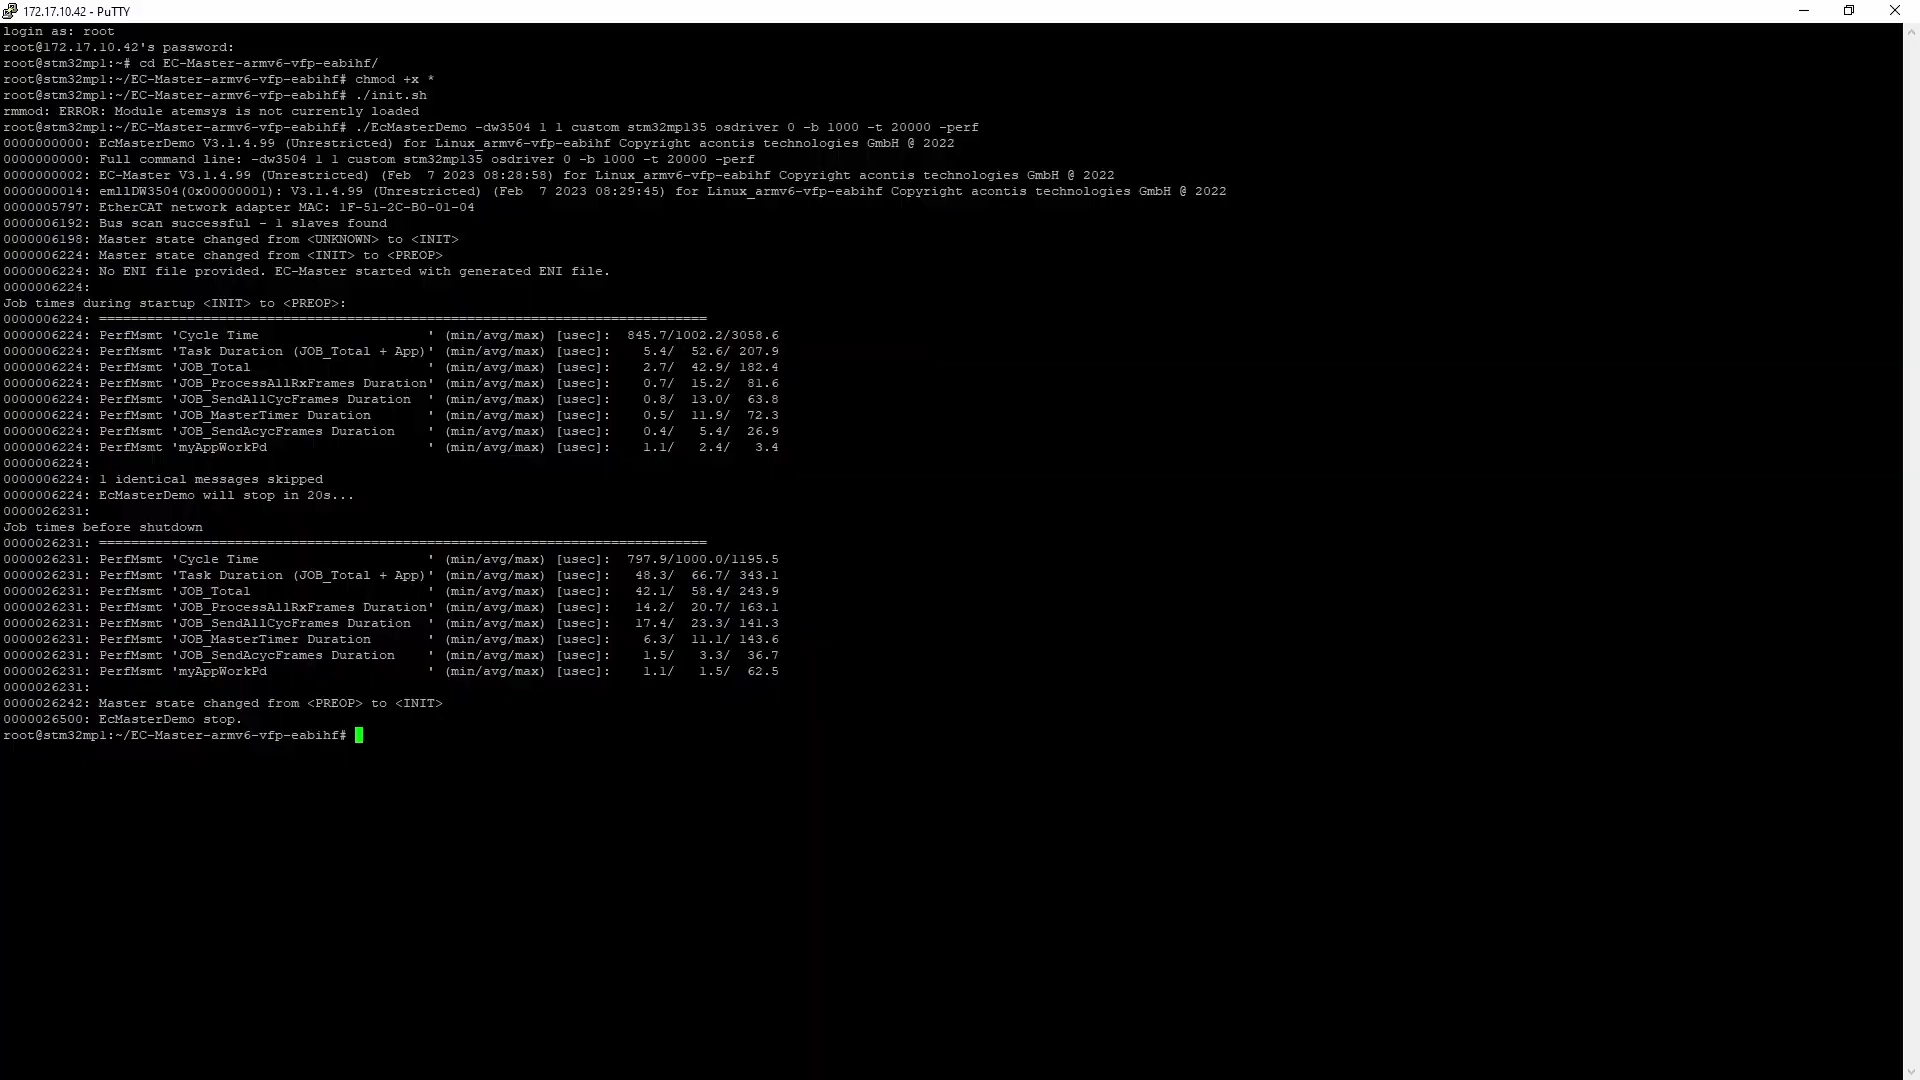 172.17.10.42 - PuTTY
login as: root
root@172.17.10.42's password:
root@stm32mp1:~# cd EC-Master-armv6-vfp-eabihf/
root@stm32mp1:~/EC-Master-armv6-vfp-eabihf# chmod +x *
root@stm32mp1:~/EC-Master-armv6-vfp-eabihf# ./init.sh
rmmod: ERROR: Module atemsys is not currently loaded
root@stm32mp1:~/EC-Master-armv6-vfp-eabihf# ./EcMasterDemo -dw3504 1 1 custom stm32mp135 osdriver 0 -b 1000 -t 20000 -perf
0000000000: EcMasterDemo V3.1.4.99 (Unrestricted) for Linux_armv6-vfp-eabihf Copyright acontis technologies GmbH @ 2022
0000000000: Full command line: -dw3504 1 1 custom stm32mp135 osdriver 0 -b 1000 -t 20000 -perf
0000000002: EC-Master V3.1.4.99 (Unrestricted) (Feb  7 2023 08:28:58) for Linux_armv6-vfp-eabihf Copyright acontis technologies GmbH @ 2022
0000000014: emllDW3504(0x00000001): V3.1.4.99 (Unrestricted) (Feb  7 2023 08:29:45) for Linux_armv6-vfp-eabihf Copyright acontis technologies GmbH @ 2022
0000005797: EtherCAT network adapter MAC: 1F-51-2C-B0-01-04
0000006192: Bus scan successful - 1 slaves found
0000006198: Master state changed from <UNKNOWN> to <INIT>
0000006224: Master state changed from <INIT> to <PREOP>
0000006224: No ENI file provided. EC-Master started with generated ENI file.
0000006224:
Job times during startup <INIT> to <PREOP>:
0000006224: ============================================================================
0000006224: PerfMsmt 'Cycle Time                     ' (min/avg/max) [usec]:  845.7/1002.2/3058.6
0000006224: PerfMsmt 'Task Duration (JOB_Total + App)' (min/avg/max) [usec]:    5.4/  52.6/ 207.9
0000006224: PerfMsmt 'JOB_Total                      ' (min/avg/max) [usec]:    2.7/  42.9/ 182.4
0000006224: PerfMsmt 'JOB_ProcessAllRxFrames Duration' (min/avg/max) [usec]:    0.7/  15.2/  81.6
0000006224: PerfMsmt 'JOB_SendAllCycFrames Duration  ' (min/avg/max) [usec]:    0.8/  13.0/  63.8
0000006224: PerfMsmt 'JOB_MasterTimer Duration       ' (min/avg/max) [usec]:    0.5/  11.9/  72.3
0000006224: PerfMsmt 'JOB_SendAcycFrames Duration    ' (min/avg/max) [usec]:    0.4/   5.4/  26.9
0000006224: PerfMsmt 'myAppWorkPd                    ' (min/avg/max) [usec]:    1.1/   2.4/   3.4
0000006224:
0000006224: 1 identical messages skipped
0000006224: EcMasterDemo will stop in 20s...
0000026231:
Job times before shutdown
0000026231: ============================================================================
0000026231: PerfMsmt 'Cycle Time                     ' (min/avg/max) [usec]:  797.9/1000.0/1195.5
0000026231: PerfMsmt 'Task Duration (JOB_Total + App)' (min/avg/max) [usec]:   48.3/  66.7/ 343.1
0000026231: PerfMsmt 'JOB_Total                      ' (min/avg/max) [usec]:   42.1/  58.4/ 243.9
0000026231: PerfMsmt 'JOB_ProcessAllRxFrames Duration' (min/avg/max) [usec]:   14.2/  20.7/ 163.1
0000026231: PerfMsmt 'JOB_SendAllCycFrames Duration  ' (min/avg/max) [usec]:   17.4/  23.3/ 141.3
0000026231: PerfMsmt 'JOB_MasterTimer Duration       ' (min/avg/max) [usec]:    6.3/  11.1/ 143.6
0000026231: PerfMsmt 'JOB_SendAcycFrames Duration    ' (min/avg/max) [usec]:    1.5/   3.3/  36.7
0000026231: PerfMsmt 'myAppWorkPd                    ' (min/avg/max) [usec]:    1.1/   1.5/  62.5
0000026231:
0000026242: Master state changed from <PREOP> to <INIT>
0000026500: EcMasterDemo stop.
root@stm32mp1:~/EC-Master-armv6-vfp-eabihf#